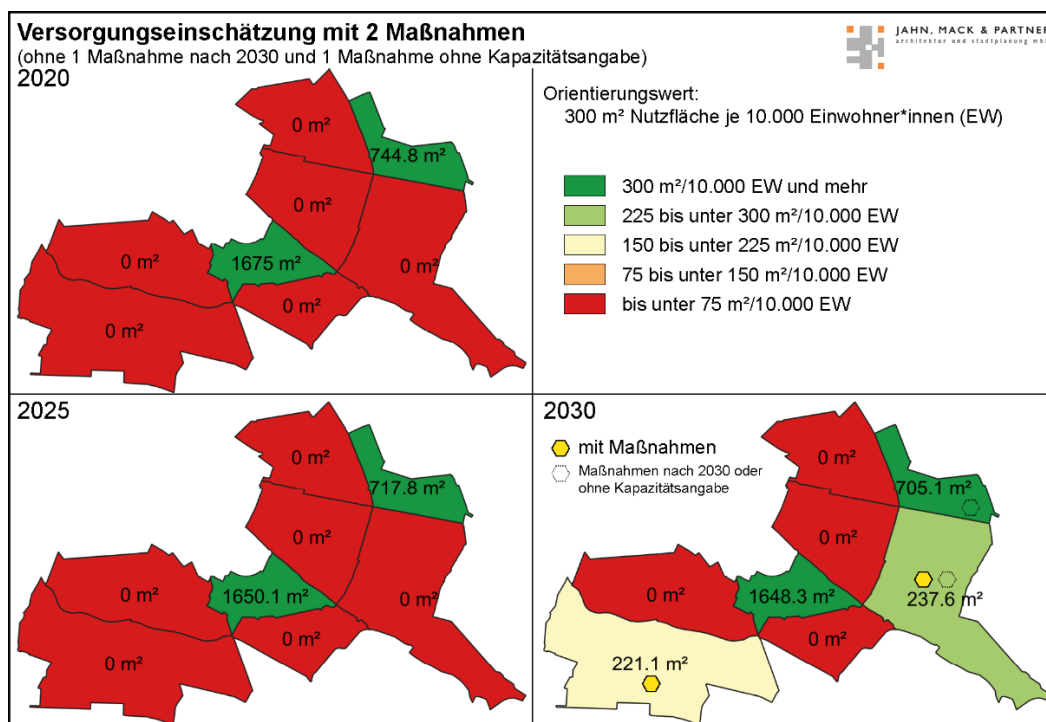 Versorgungseinschätzung mit 2 Maßnahmen
(ohne 1 Maßnahme nach 2030 und 1 Maßnahme ohne Kapazitätsangabe)
JAHN, MACK & PARTNER
architektur und stadtplanung mbb
2020
0 m²
744.8 m²
0 m²
0 m²
1675 m²
0 m²
0 m²
0 m²
Orientierungswert:
300 m² Nutzfläche je 10.000 Einwohner*innen (EW)
300 m²/10.000 EW und mehr
225 bis unter 300 m²/10.000 EW
150 bis unter 225 m²/10.000 EW
75 bis unter 150 m²/10.000 EW
bis unter 75 m²/10.000 EW
2025
0 m²
717.8 m²
0 m²
0 m²
1650.1 m²
0 m²
0 m²
0 m²
2030
mit Maßnahmen
Maßnahmen nach 2030 oder
ohne Kapazitätsangabe
0 m²
705.1 m²
0 m²
0 m²
1648.3 m²
237.6 m²
0 m²
221.1 m²